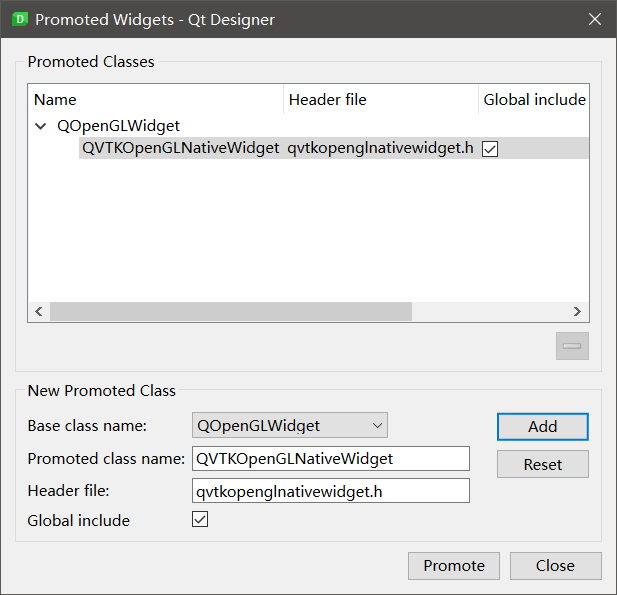 D Promoted Widgets - Qt Designer
Promoted Classes
Name Header file Global include
QOpenGLWidget
QVTKOpenGLNativeWidget qvtkopenglnativewidget.h
New Promoted Class
Base class name: QOpenGLWidget Add
Promoted class name: QVTKOpenGLNativeWidget
Reset
Header file: qvtkopenglnativewidget.h
Global include
Promote Close